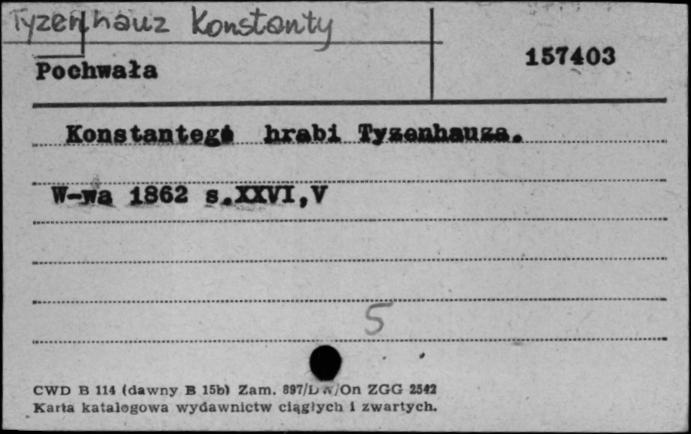 Tyzenhauz Konstanty
157403
Pochwała
Konstantego hrabi Tyzenhauza.
W-wa 1862 s.XXVI,V
5
CWD B 114 (dawny B 15b) Zam. 897/DW/On ZGG 2542
Karta katalogowa wydawnictw ciągłych i zwartych.